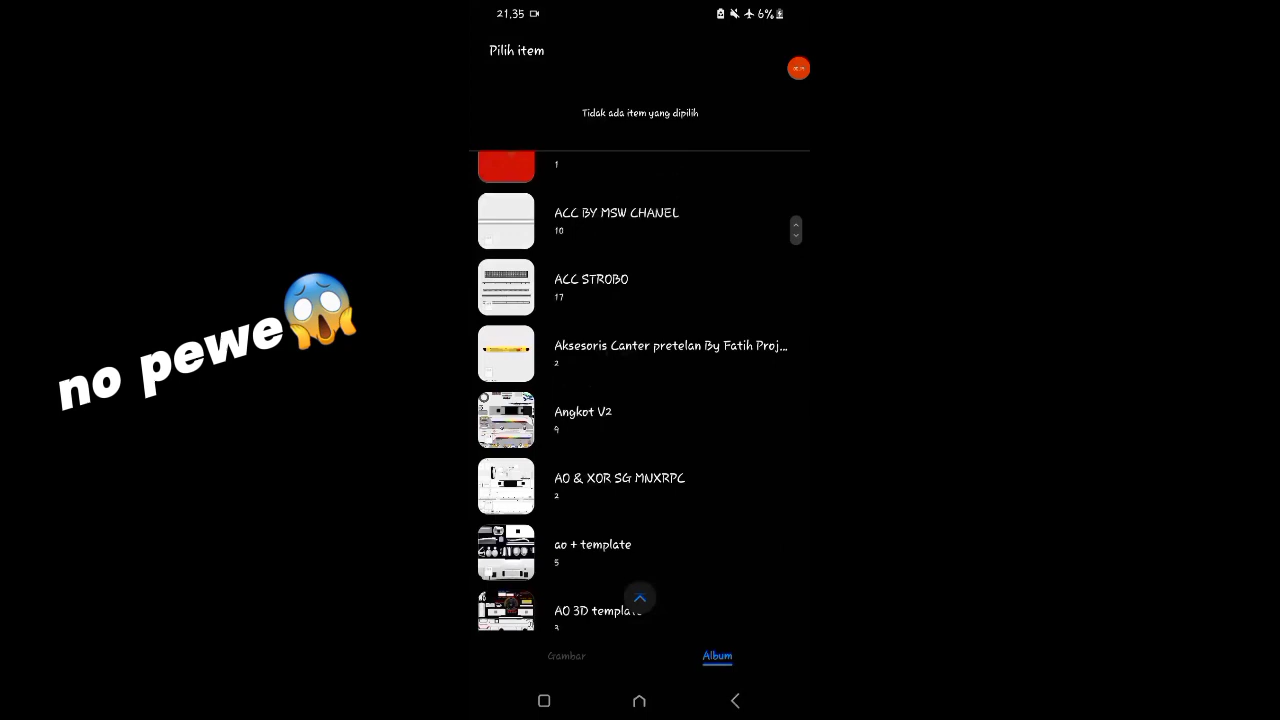 21.35
6%
Pilih item
Tidak ada item yang dipilih
1
ACC BY MSW CHANEL
10
ACC STROBO
17
Aksesoris Canter pretelan By Fatih Proj...
2
Angkot V2
9
AO & XOR SG MNXRPC
2
ao + template
5
AO 3D template
3
Gambar
Album
no pewe😱